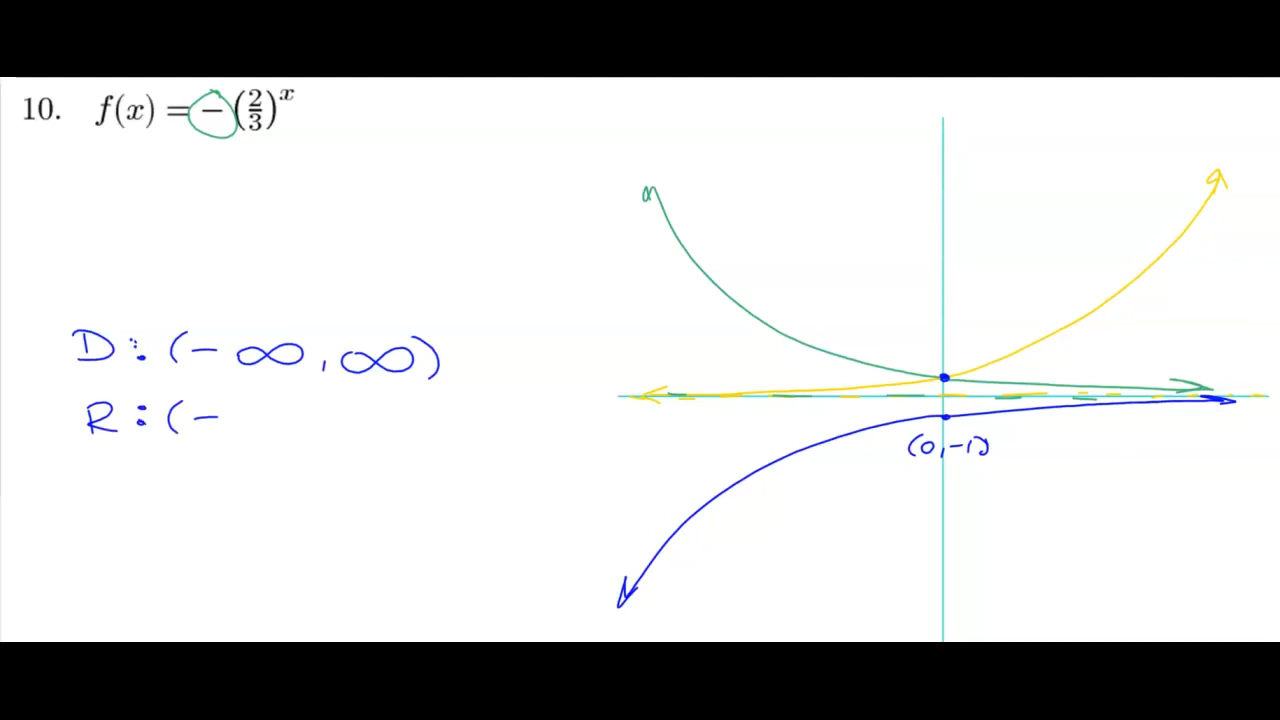 10. f(x) = −(2/3)^x
D: (-∞, ∞)
R: (-
(0, -1)